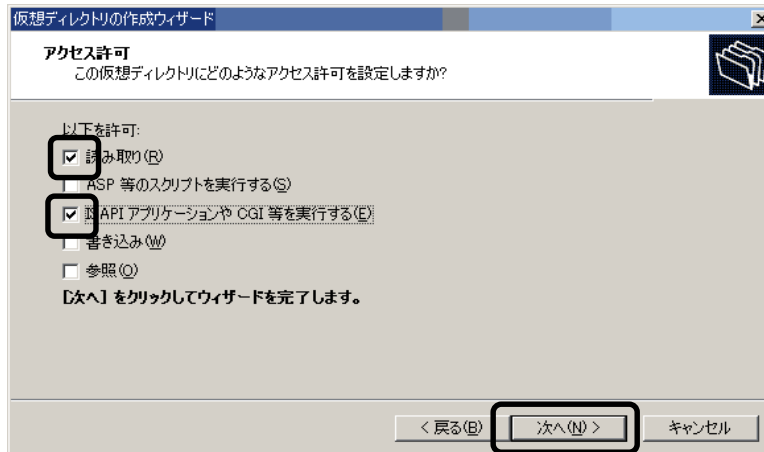 仮想ディレクトリの作成ウィザード
アクセス許可
この仮想ディレクトリにどのようなアクセス許可を設定しますか?
以下を許可:
読み取り(R)
ASP 等のスクリプトを実行する(S)
ISAPI アプリケーションや CGI 等を実行する(E)
書き込み(W)
参照(O)
[次へ] をクリックしてウィザードを完了します。
< 戻る(B) 次へ(N) > キャンセル